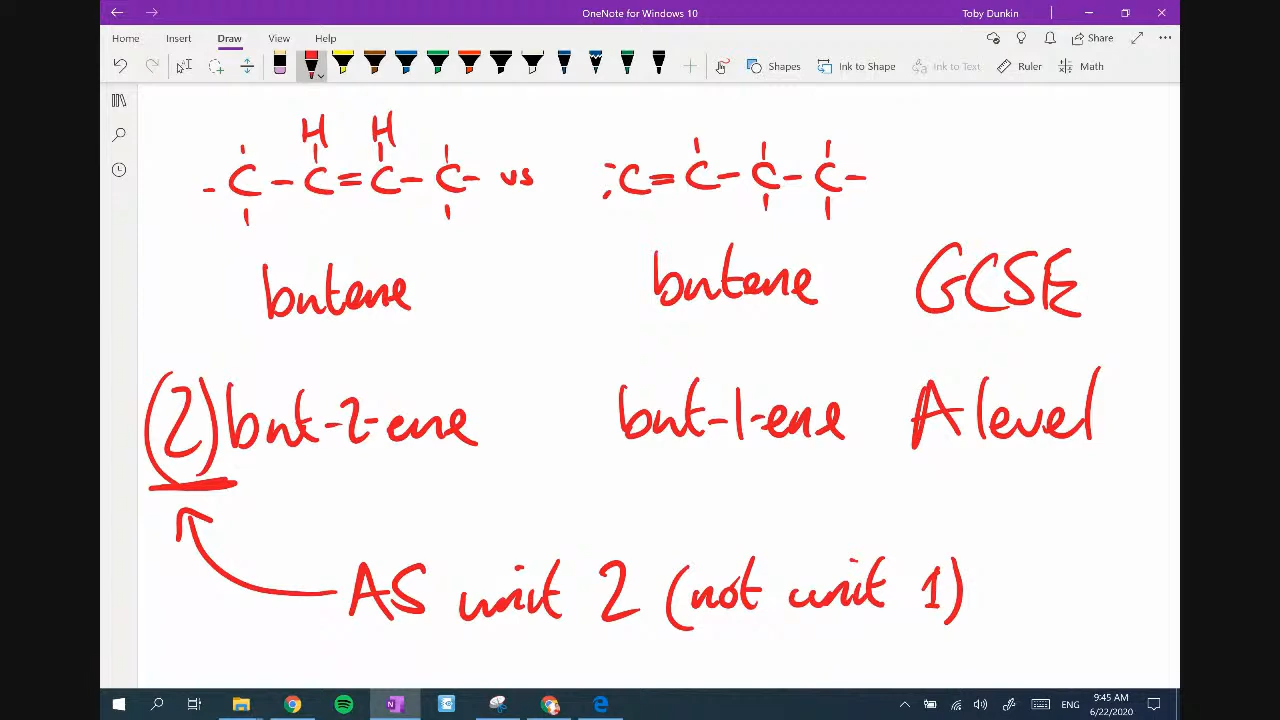 OneNote for Windows 10
Toby Dunkin
Home Insert Draw View Help
Share
Shapes Ink to Shape Ink to Text Ruler Math
H H
- C - C = C - C - vs C = C - C - C -
butene butene GCSE
(Z) but-2-ene but-1-ene A level
AS unit 2 (not unit 1)
ENG
9:45 AM
6/22/2020